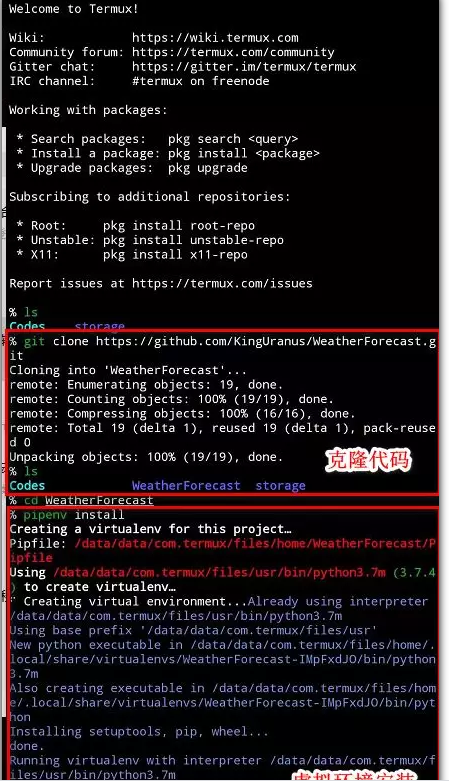 Welcome to Termux!
Wiki: https://wiki.termux.com
Community forum: https://termux.com/community
Gitter chat: https://gitter.im/termux/termux
IRC channel: #termux on freenode
Working with packages:
* Search packages: pkg search <query>
* Install a package: pkg install <package>
* Upgrade packages: pkg upgrade
Subscribing to additional repositories:
* Root: pkg install root-repo
* Unstable: pkg install unstable-repo
* X11: pkg install x11-repo
Report issues at https://termux.com/issues
% ls
Codes storage
% git clone https://github.com/KingUranus/WeatherForecast.g
it
Cloning into 'WeatherForecast'...
remote: Enumerating objects: 19, done.
remote: Counting objects: 100% (19/19), done.
remote: Compressing objects: 100% (16/16), done.
remote: Total 19 (delta 1), reused 19 (delta 1), pack-reuse
d 0
Unpacking objects: 100% (19/19), done.
克隆代码
% ls
Codes WeatherForecast storage
% cd WeatherForecast
% pipenv install
Creating a virtualenv for this project…
Pipfile: /data/data/com.termux/files/home/WeatherForecast/P
ipfile
Using /data/data/com.termux/files/usr/bin/python3.7m (3.7.4
) to create virtualenv…
Creating virtual environment...Already using interpreter
/data/data/com.termux/files/usr/bin/python3.7m
Using base prefix '/data/data/com.termux/files/usr'
New python executable in /data/data/com.termux/files/home/.
local/share/virtualenvs/WeatherForecast-IMpFxdJO/bin/python
3.7m
Also creating executable in /data/data/com.termux/files/hom
e/.local/share/virtualenvs/WeatherForecast-IMpFxdJO/bin/pyt
hon
Installing setuptools, pip, wheel...
done.
Running virtualenv with interpreter /data/data/com.termux/f
iles/usr/bin/python3.7m